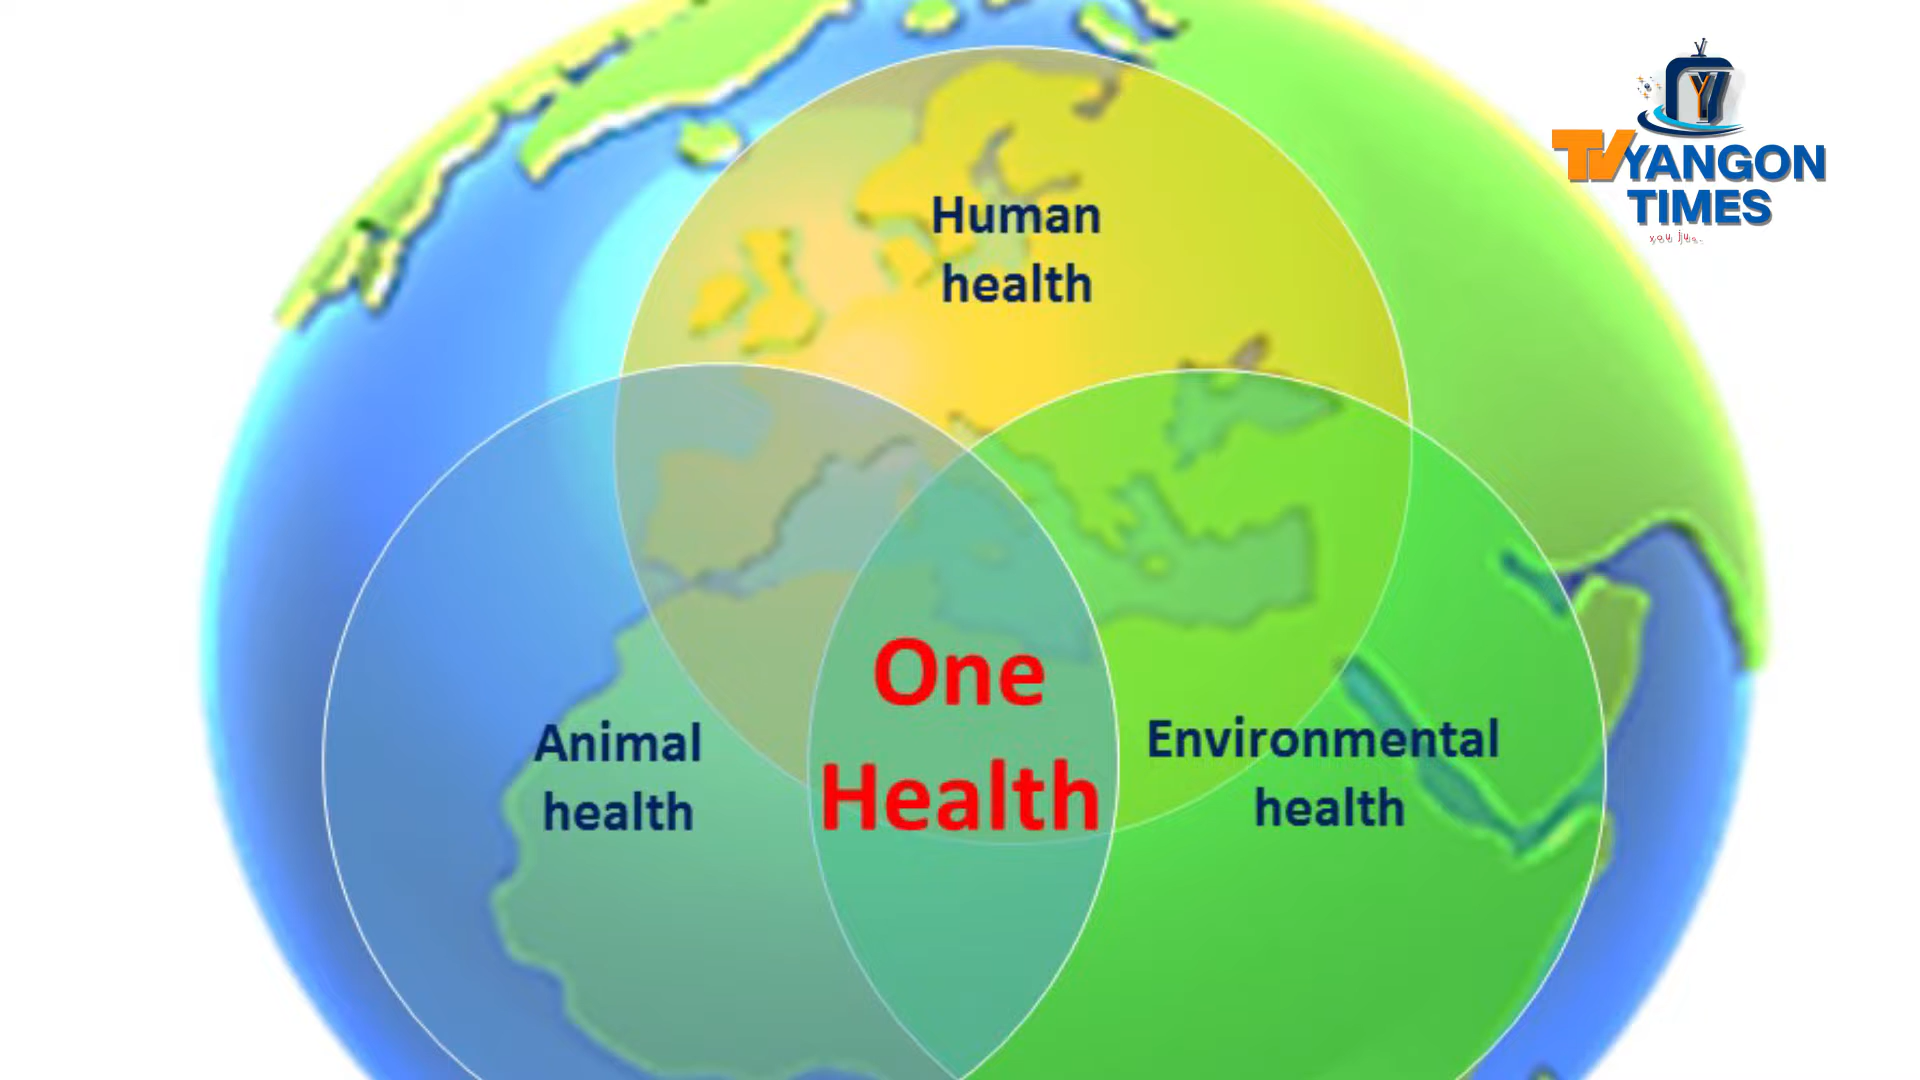 Human
health
Animal
health
One
Health
Environmental
health
TV YANGON
TIMES